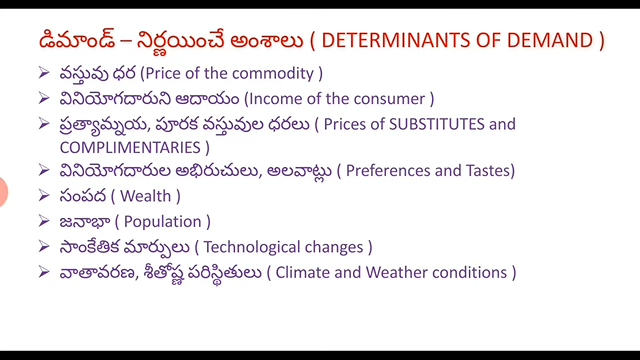 డిమాండ్ – నిర్ణయించే అంశాలు ( DETERMINANTS OF DEMAND )
➢ వస్తువు ధర (Price of the commodity )
➢ వినియోగదారుని ఆదాయం (Income of the consumer )
➢ ప్రత్యామ్నయ, పూరక వస్తువుల ధరలు ( Prices of SUBSTITUTES and
COMPLIMENTARIES )
➢ వినియోగదారుల అభిరుచులు, అలవాట్లు ( Preferences and Tastes)
➢ సంపద ( Wealth )
➢ జనాభా ( Population )
➢ సాంకేతిక మార్పులు ( Technological changes )
➢ వాతావరణ, శీతోష్ణ పరిస్థితులు ( Climate and Weather conditions )